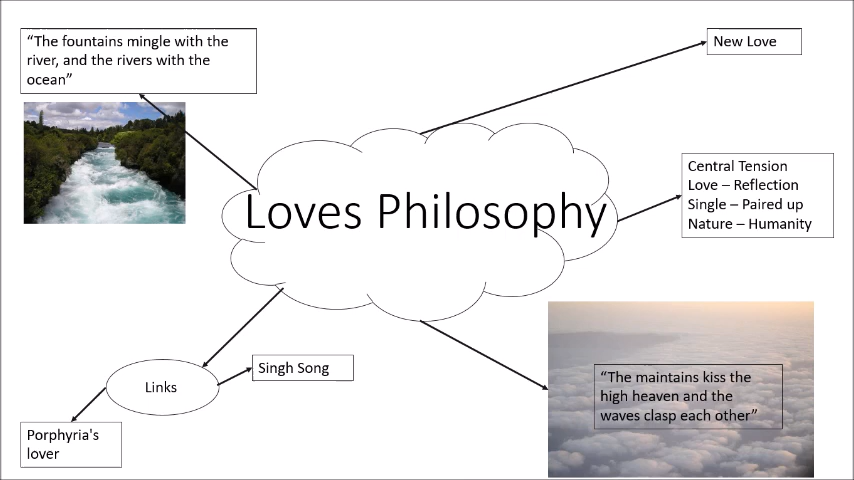 “The fountains mingle with the
river, and the rivers with the
ocean”
New Love
Central Tension
Love – Reflection
Single – Paired up
Nature – Humanity
Loves Philosophy
“The maintains kiss the
high heaven and the
waves clasp each other”
Links
Singh Song
Porphyria's
lover